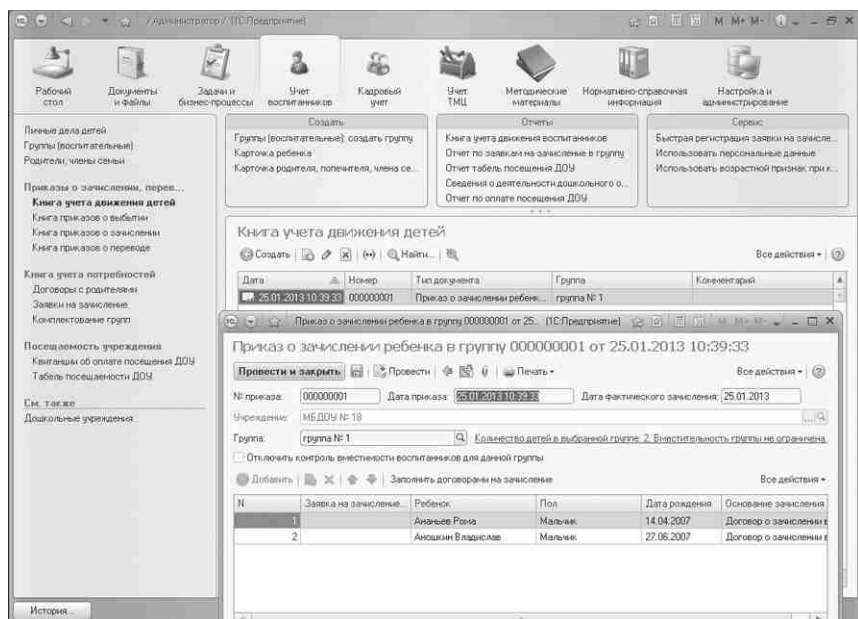 / Администратор / (1С:Предприятие)
M M+ M-
Рабочий стол
Документы и файлы
Задачи и бизнес-процессы
Учет воспитанников
Кадровый учет
Учет ТМЦ
Методические материалы
Нормативно-справочная информация
Настройка и администрирование
Личные дела детей
Группы (воспитательные)
Родители, члены семьи
Приказы о зачислении, перев...
Книга учета движения детей
Книга приказов о выбытии
Книга приказов о зачислении
Книга приказов о переводе
Книга учета потребностей
Договоры с родителями
Заявки на зачисление
Комплектование групп
Посещаемость учреждения
Квитанции об оплате посещения ДОУ
Табель посещаемости ДОУ
См. также
Дошкольные учреждения
История...
Создать
Группы (воспитательные): создать группу
Карточка ребенка
Карточка родителя, попечителя, члена се...
Отчеты
Книга учета движения воспитанников
Отчет по заявкам на зачисление в группу
Отчет табель посещения ДОУ
Сведения о деятельности дошкольного о...
Отчет по оплате посещения ДОУ
Сервис
Быстрая регистрация заявки на зачисле...
Использовать персональные данные
Использовать возрастной признак при к...
Книга учета движения детей
Создать Найти... Все действия
Дата Номер Тип документа Группа Комментарий
25.01.2013 10:39:33 000000001 Приказ о зачислении ребенк... группа № 1
Приказ о зачислении ребенка в группу 000000001 от 25... (1С:Предприятие) M M+ M-
Приказ о зачислении ребенка в группу 000000001 от 25.01.2013 10:39:33
Провести и закрыть Провести Печать Все действия
№ приказа: 000000001 Дата приказа: 25.01.2013 10:39:33 Дата фактического зачисления: 25.01.2013
Учреждение: МБДОУ № 18
Группа: группа № 1 Количество детей в выбранной группе: 2. Вместительность группы не ограничена.
Отключить контроль вместимости воспитанников для данной группы
Добавить Заполнить договорами на зачисление Все действия
N Заявка на зачисление... Ребенок Пол Дата рождения Основание зачисления
1 Ананьев Рома Мальчик 14.04.2007 Договор о зачислении в
2 Аношкин Владислав Мальчик 27.06.2007 Договор о зачислении в